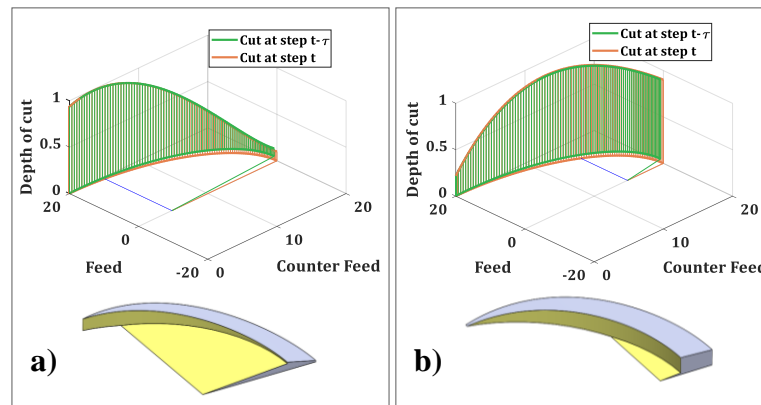 Cut at step t-τ
Cut at step t
Depth of cut
1
0.5
0
20
0
-20
Feed
0
10
20
Counter Feed
a)
Cut at step t-τ
Cut at step t
Depth of cut
1
0.5
0
20
0
-20
Feed
0
10
20
Counter Feed
b)